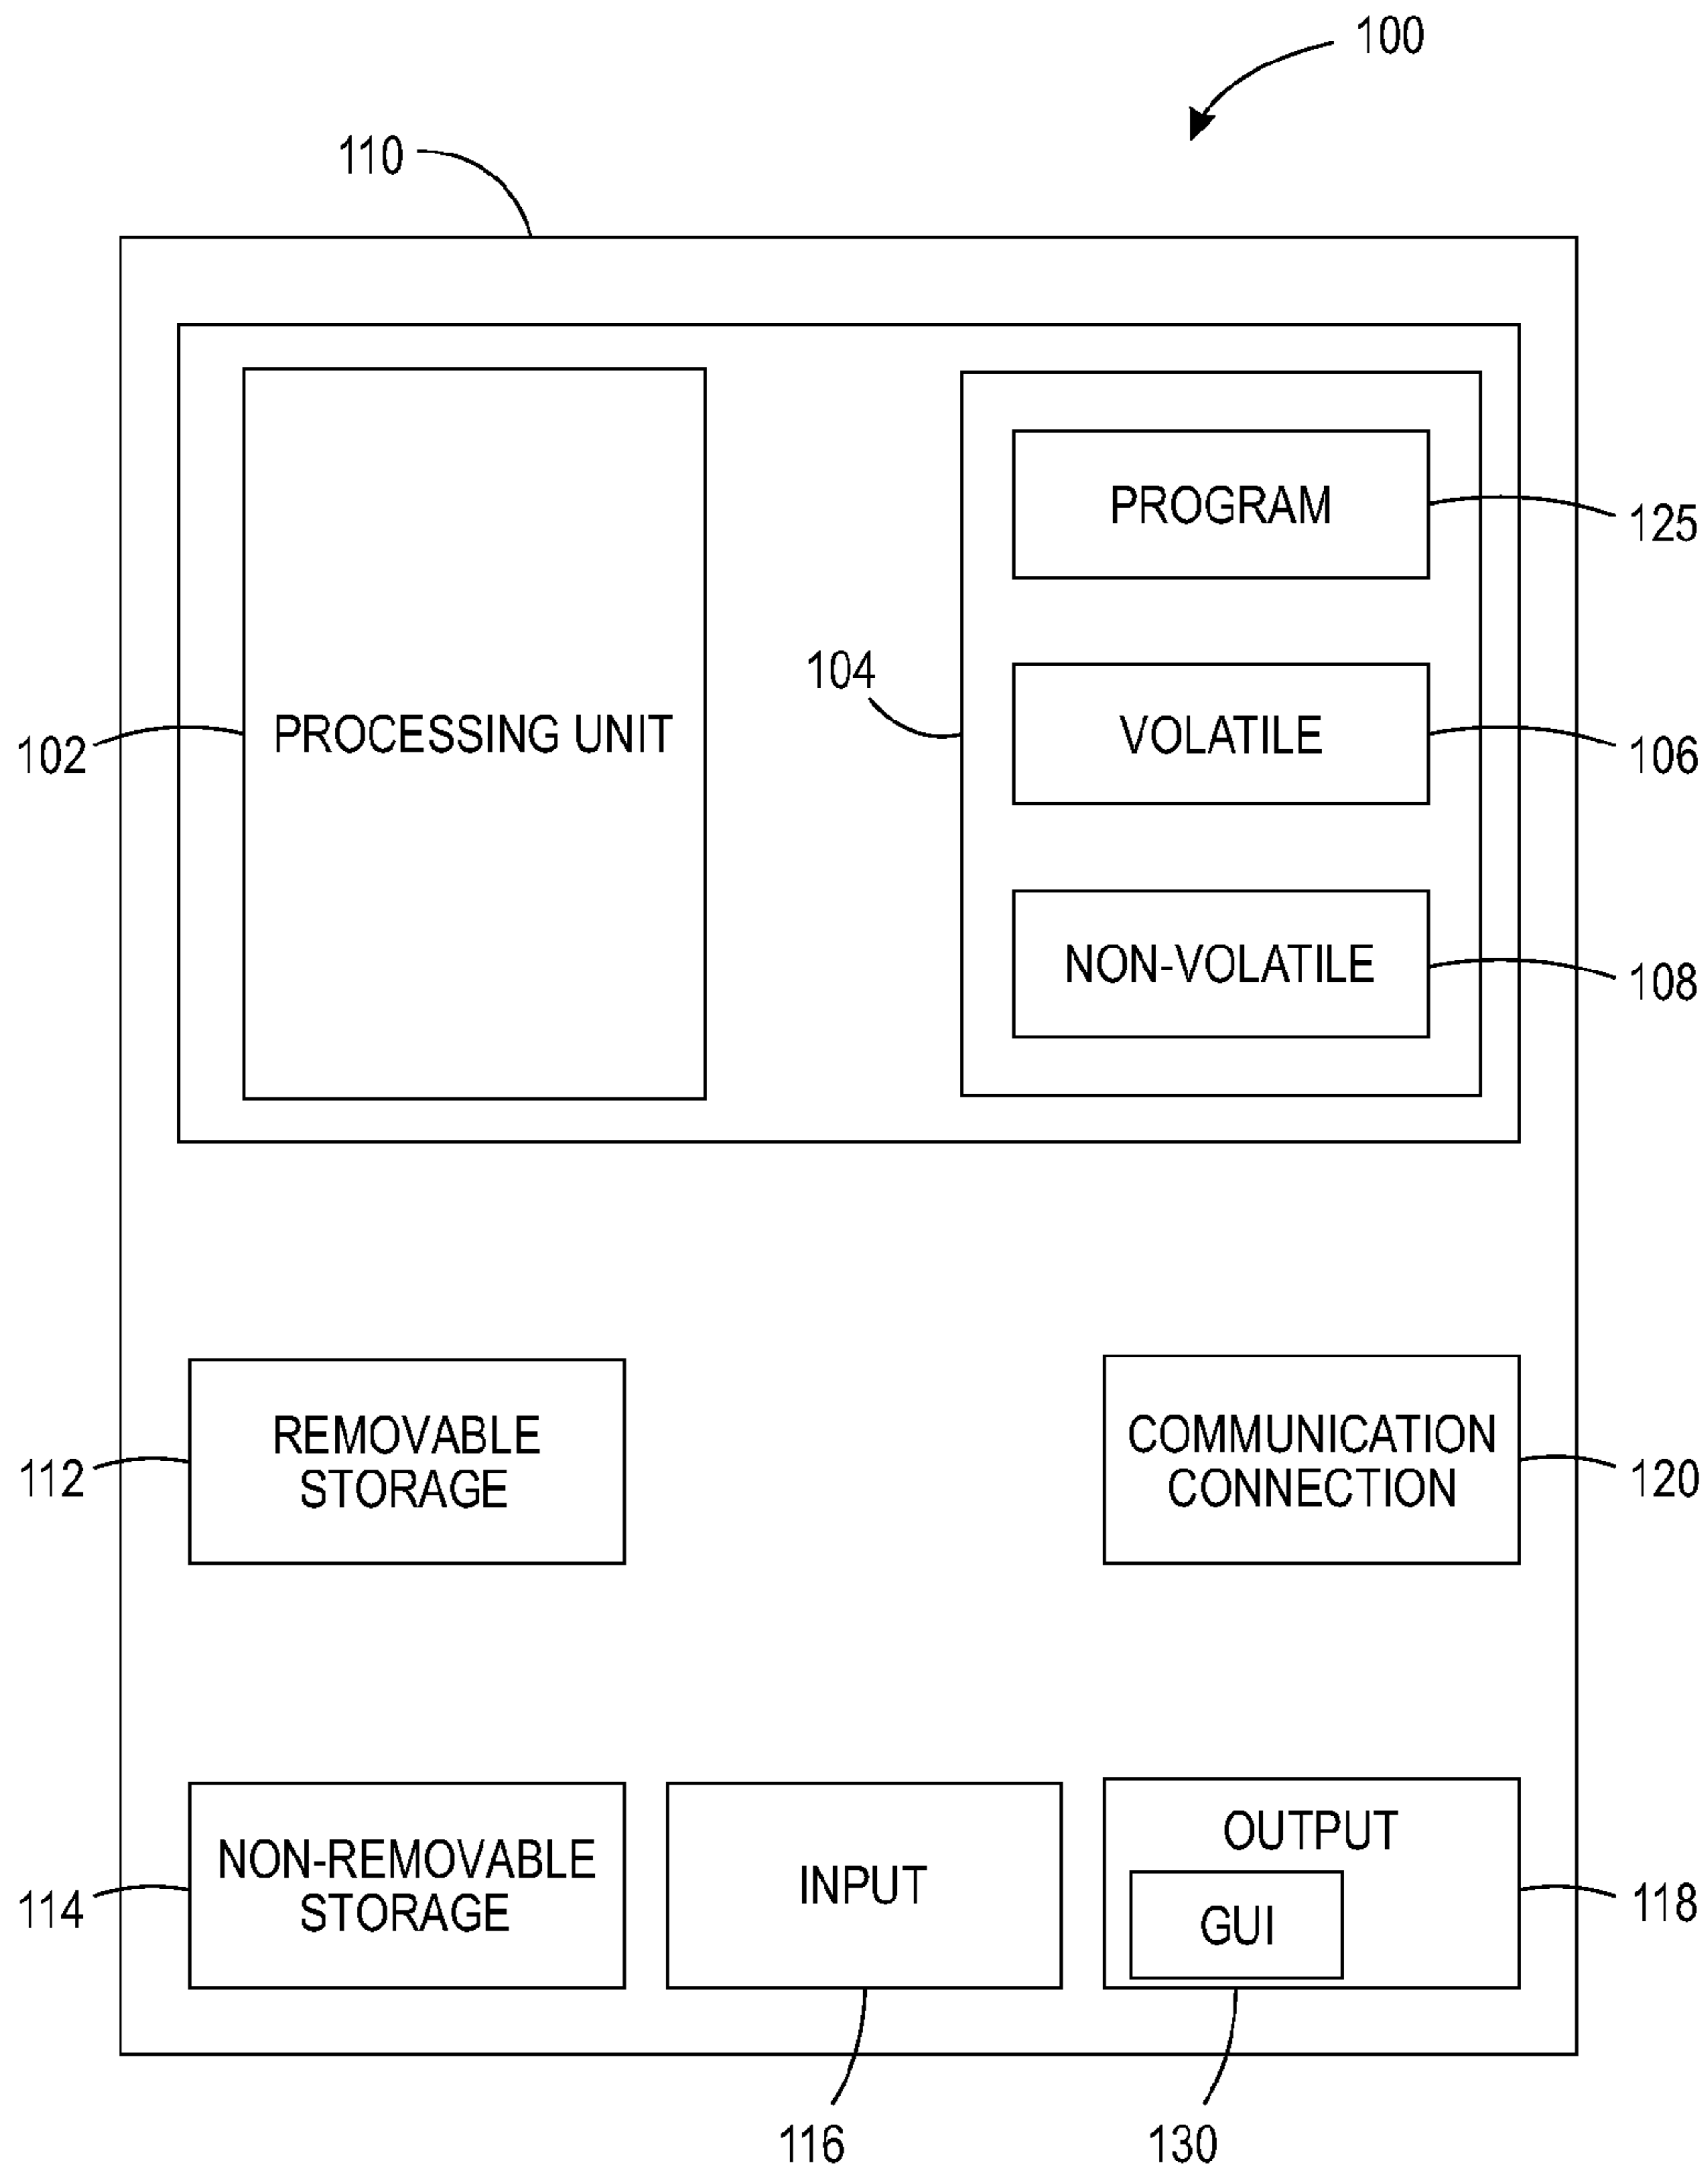 100
110
PROGRAM
125
104
VOLATILE
106
102
PROCESSING UNIT
NON-VOLATILE
108
REMOVABLE
STORAGE
112
COMMUNICATION
CONNECTION
120
NON-REMOVABLE
STORAGE
114
INPUT
OUTPUT
GUI
118
116
130